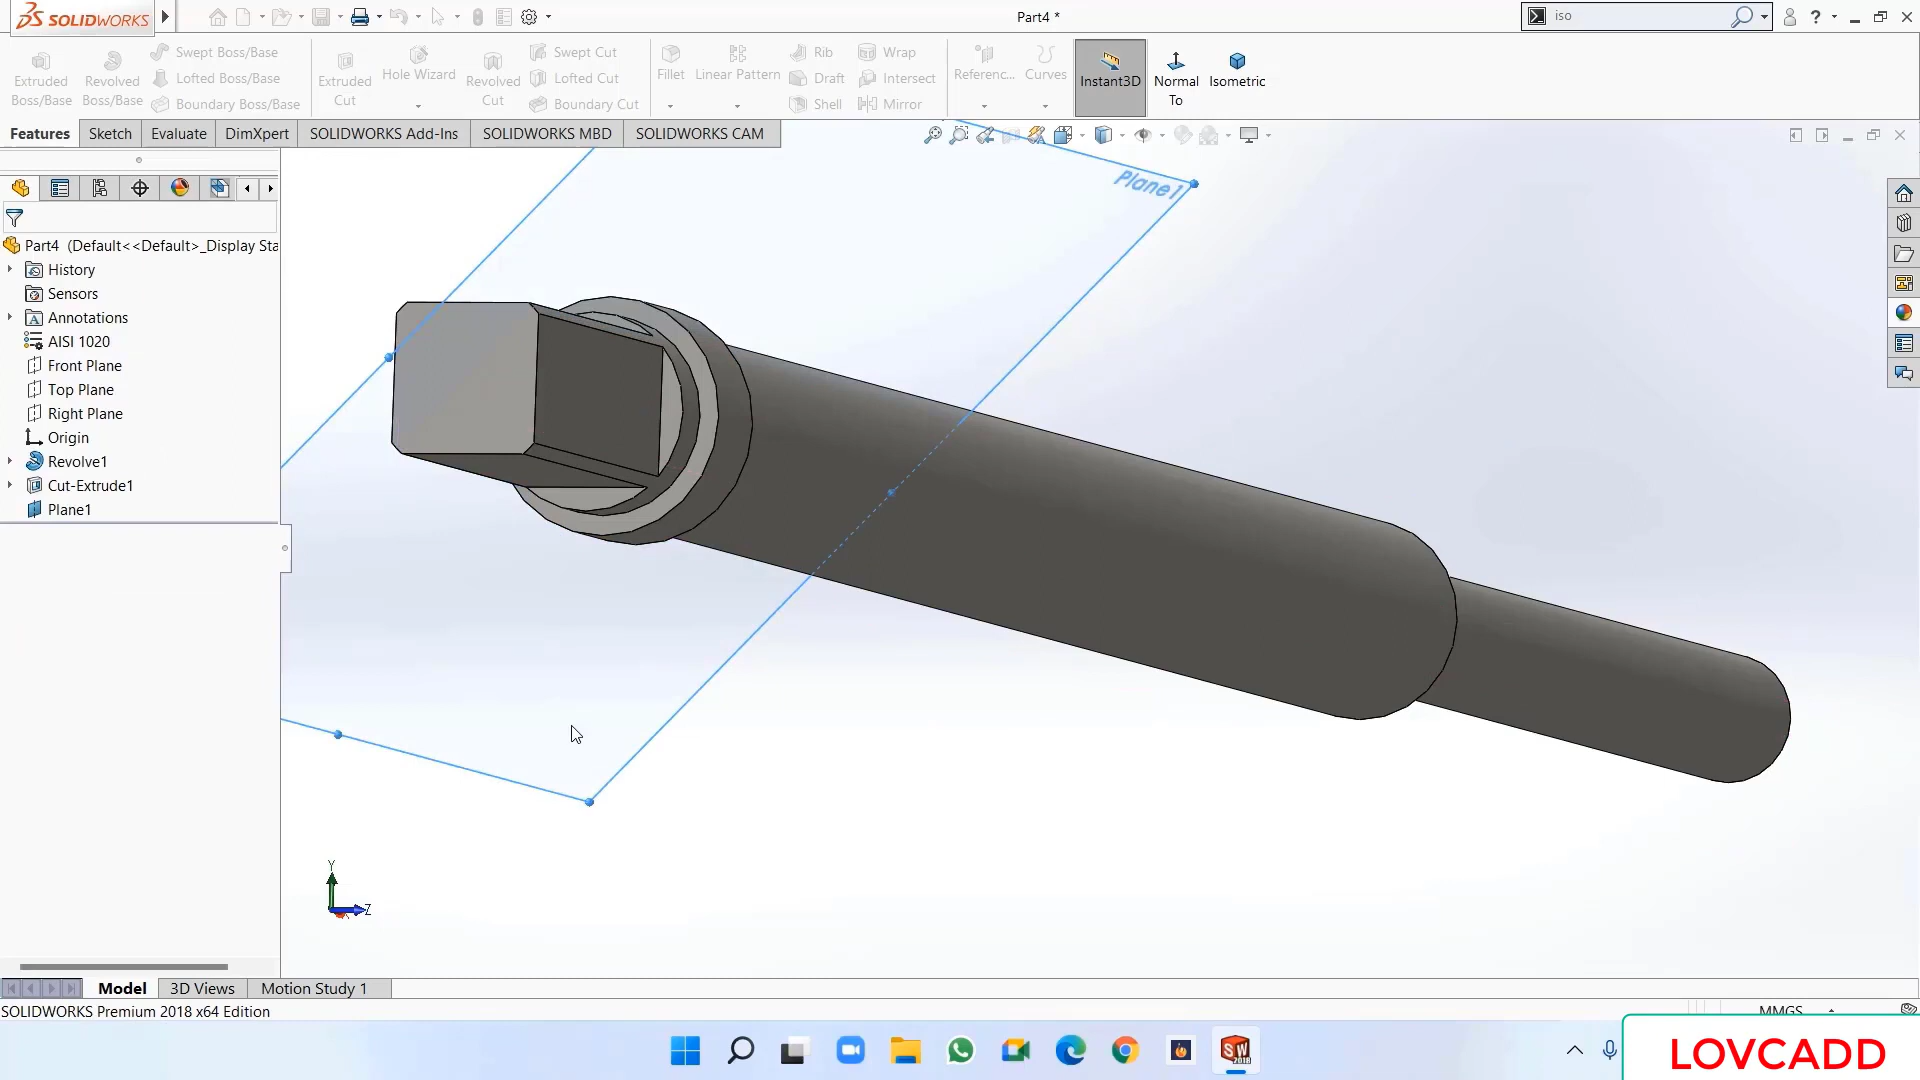 SOLIDWORKS
Part4 *
iso
Extruded Boss/Base
Revolved Boss/Base
Swept Boss/Base
Lofted Boss/Base
Boundary Boss/Base
Extruded Cut
Hole Wizard
Revolved Cut
Swept Cut
Lofted Cut
Boundary Cut
Fillet
Linear Pattern
Rib
Draft
Shell
Wrap
Intersect
Mirror
Referenc...
Curves
Instant3D
Normal To
Isometric
Features
Sketch
Evaluate
DimXpert
SOLIDWORKS Add-Ins
SOLIDWORKS MBD
SOLIDWORKS CAM
Part4 (Default<<Default>_Display Sta
History
Sensors
Annotations
AISI 1020
Front Plane
Top Plane
Right Plane
Origin
Revolve1
Cut-Extrude1
Plane1
Plane1
Y
Z
Model
3D Views
Motion Study 1
SOLIDWORKS Premium 2018 x64 Edition
MMGS
SW
2018
LOVCADD